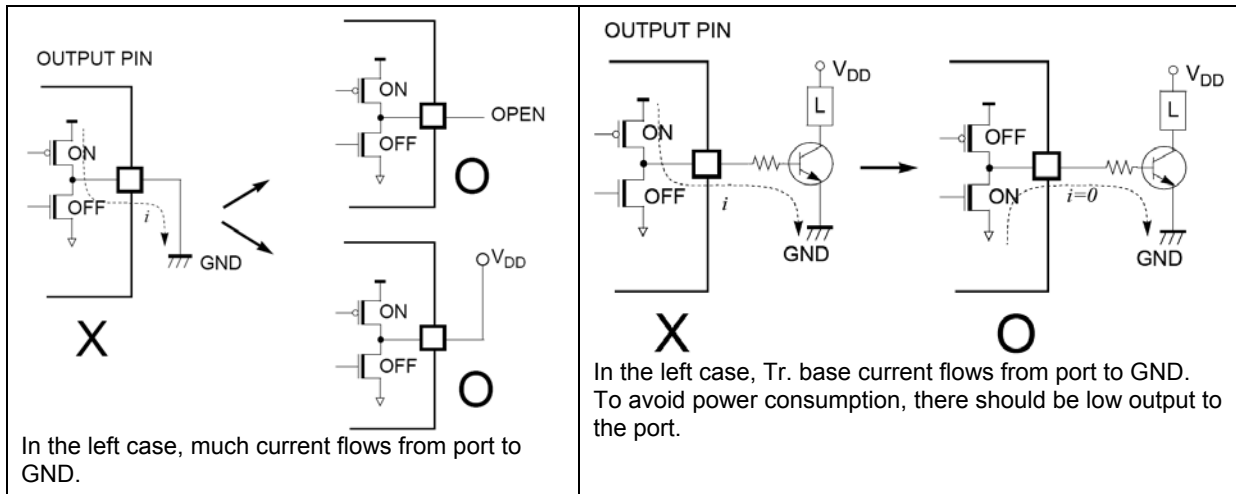 OUTPUT PIN
ON
OFF
i
GND
X
ON
OFF
OPEN
O
ON
OFF
VDD
O
In the left case, much current flows from port to
GND.
OUTPUT PIN
ON
OFF
i
VDD
L
GND
X
OFF
ON
i=0
VDD
L
GND
O
In the left case, Tr. base current flows from port to GND.
To avoid power consumption, there should be low output to
the port.